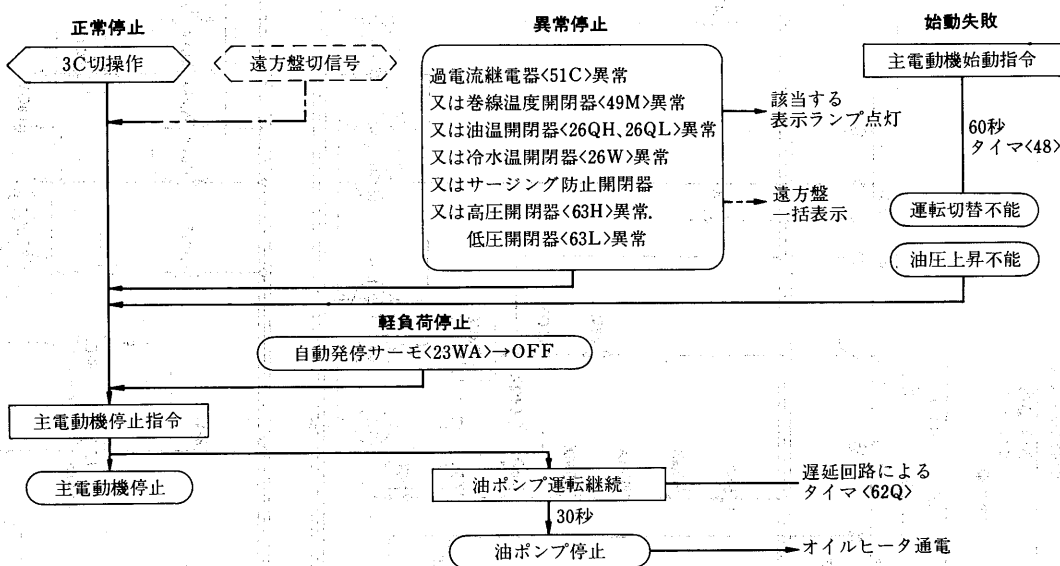 正常停止
3C切操作
遠方盤切信号
異常停止
過電流継電器<51C>異常
又は巻線温度開閉器<49M>異常
又は油温開閉器<26QH、26QL>異常
又は冷水温開閉器<26W>異常
又はサージング防止開閉器
又は高圧開閉器<63H>異常.
低圧開閉器<63L>異常
該当する
表示ランプ点灯
遠方盤
一括表示
始動失敗
主電動機始動指令
60秒
タイマ<48>
運転切替不能
油圧上昇不能
軽負荷停止
自動発停サーモ<23WA>→OFF
主電動機停止指令
主電動機停止
油ポンプ運転継続
遅延回路による
タイマ<62Q>
30秒
油ポンプ停止
オイルヒータ通電